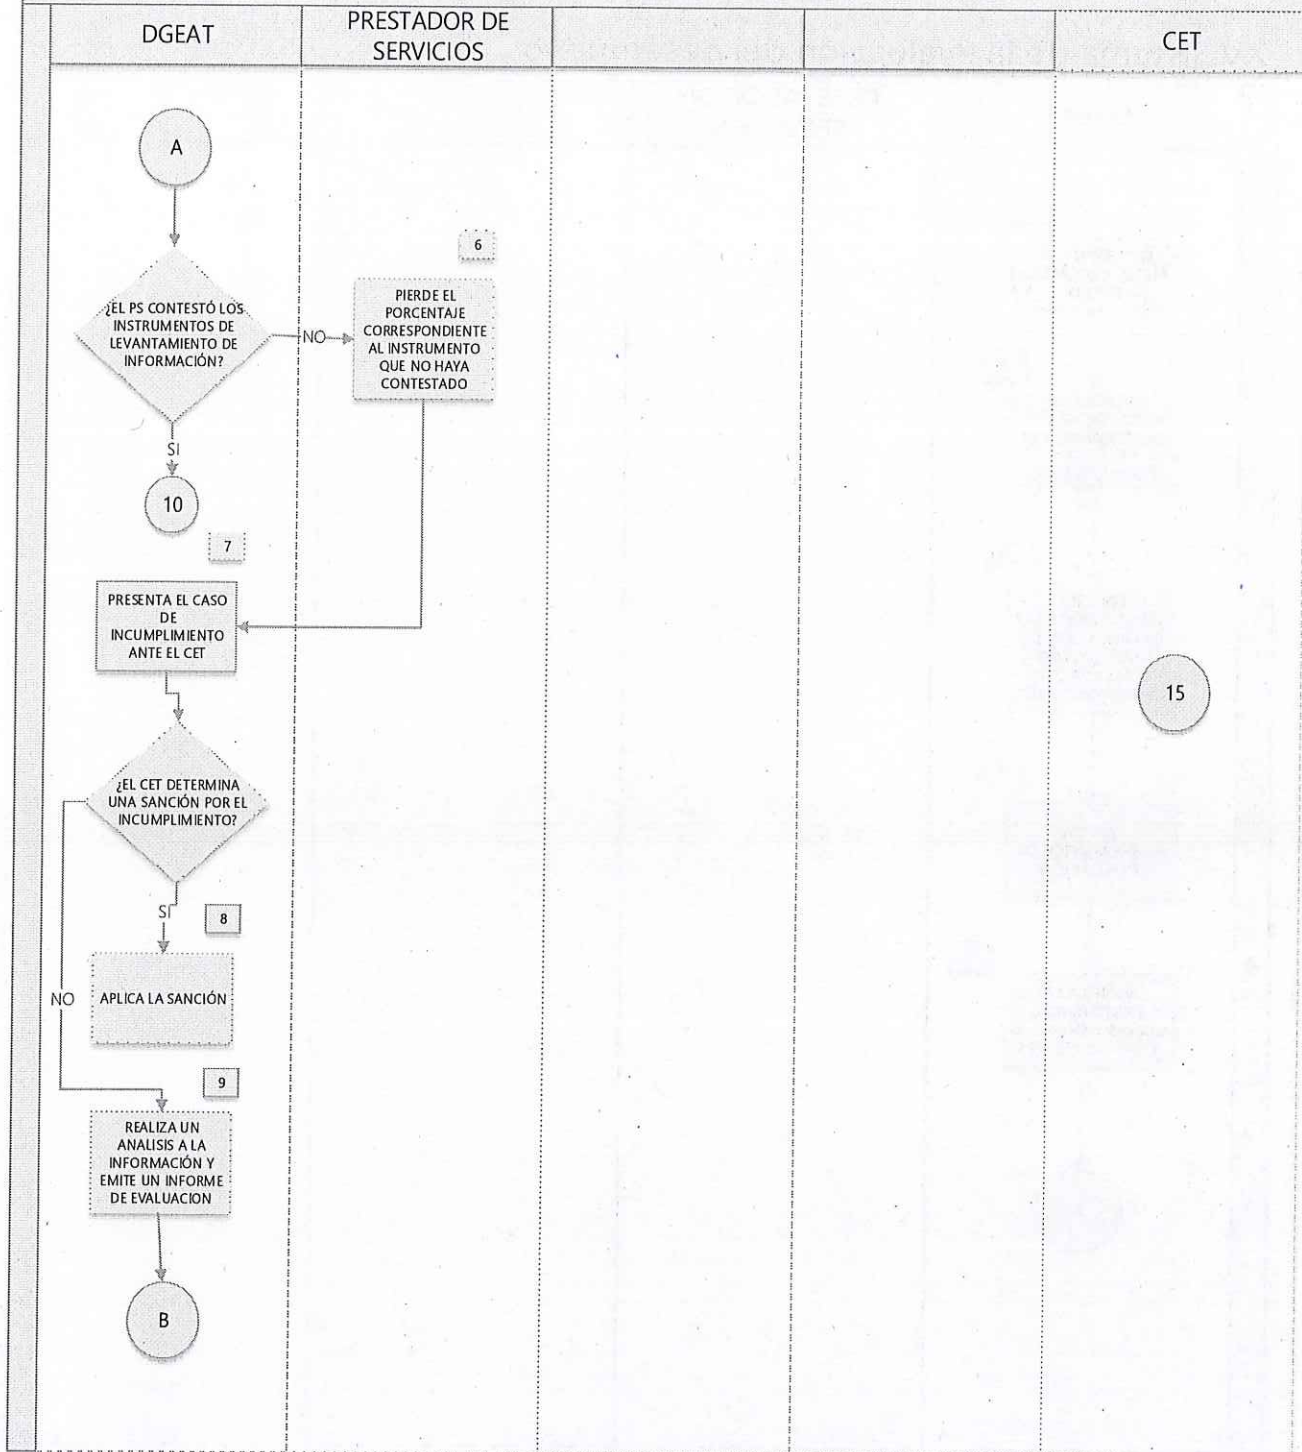 DGEAT
PRESTADOR DE
SERVICIOS
CET
A
6
¿EL PS CONTESTÓ LOS
INSTRUMENTOS DE
LEVANTAMIENTO DE
INFORMACIÓN?
NO
PIERDE EL
PORCENTAJE
CORRESPONDIENTE
AL INSTRUMENTO
QUE NO HAYA
CONTESTADO
SI
10
7
PRESENTA EL CASO
DE
INCUMPLIMIENTO
ANTE EL CET
15
¿EL CET DETERMINA
UNA SANCIÓN POR EL
INCUMPLIMIENTO?
SÍ
8
NO
APLICA LA SANCIÓN
9
REALIZA UN
ANALISIS A LA
INFORMACIÓN Y
EMITE UN INFORME
DE EVALUACION
B